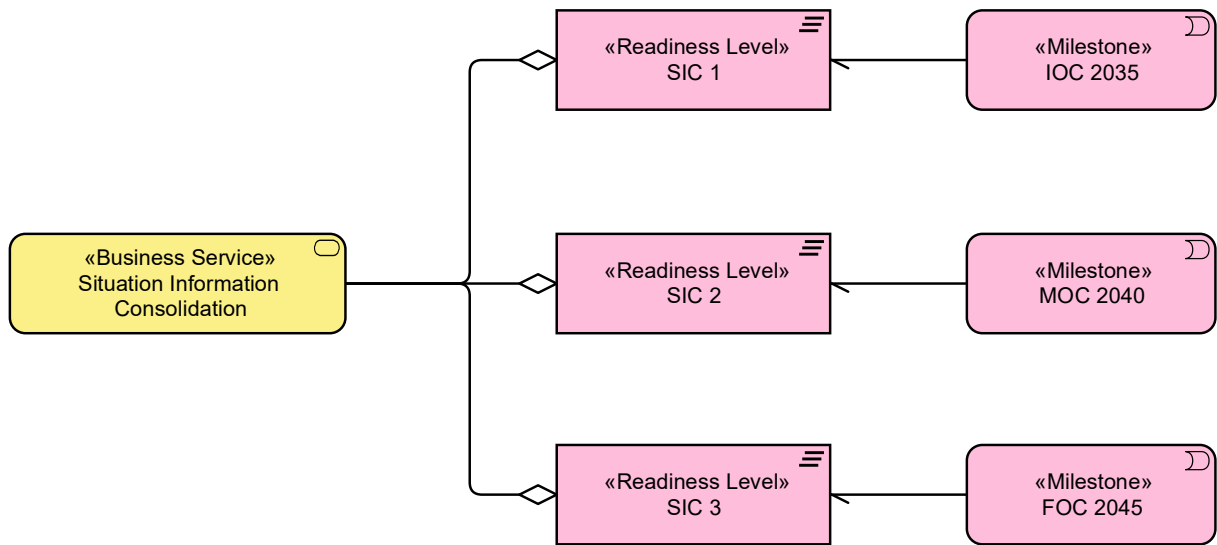 «Readiness Level»
SIC 1
«Milestone»
IOC 2035
«Business Service»
Situation Information
Consolidation
«Readiness Level»
SIC 2
«Milestone»
MOC 2040
«Readiness Level»
SIC 3
«Milestone»
FOC 2045